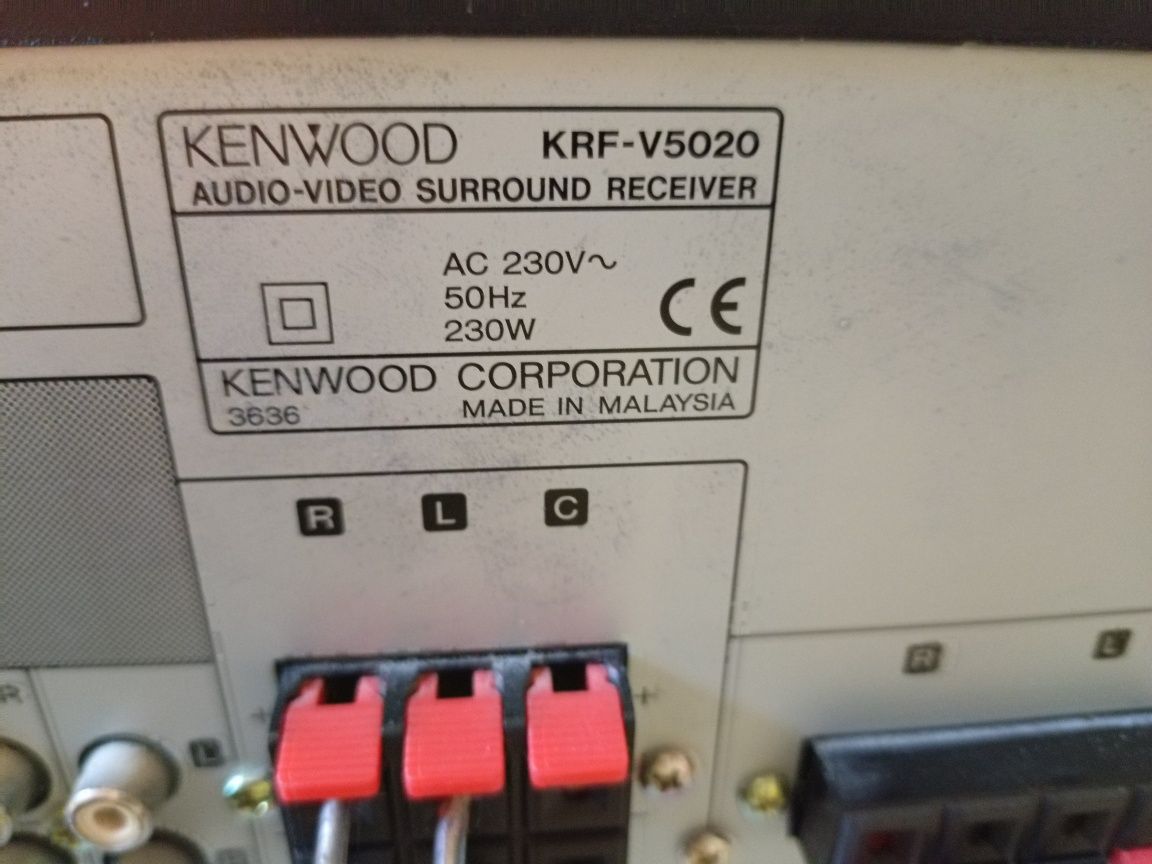 KENWOOD KRF-V5020
AUDIO-VIDEO SURROUND RECEIVER
AC 230V~
50Hz
230W
CE
KENWOOD CORPORATION
3636 MADE IN MALAYSIA
R L C
R L
R
+ +
L